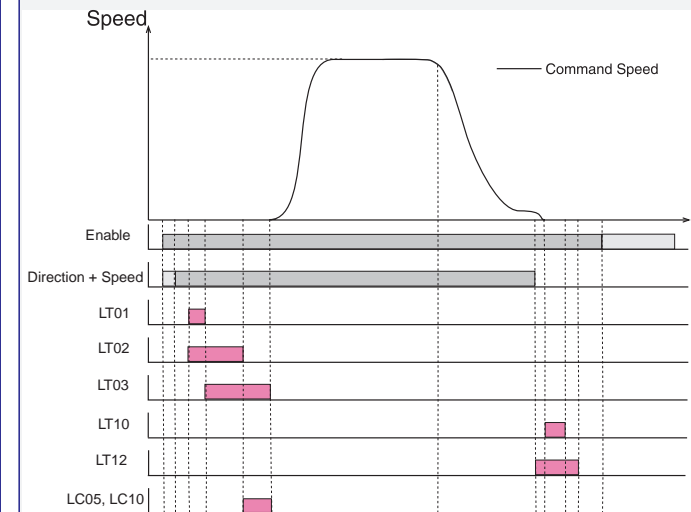 Speed
Command Speed
Enable
Direction + Speed
LT01
LT02
LT03
LT10
LT12
LC05, LC10